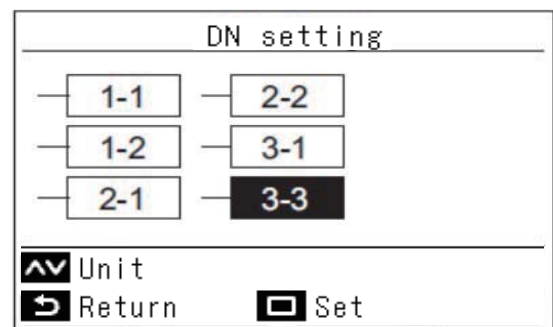 DN setting
1-1 2-2
1-2 3-1
2-1 3-3
Unit
Return Set